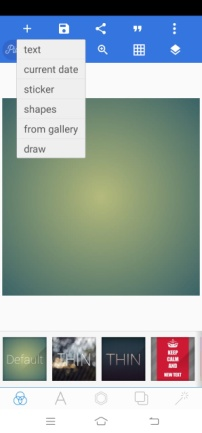 text
current date
sticker
shapes
from gallery
draw
Default
THIN
THIN
KEEP
CALM
AND
NEW TEXT
A